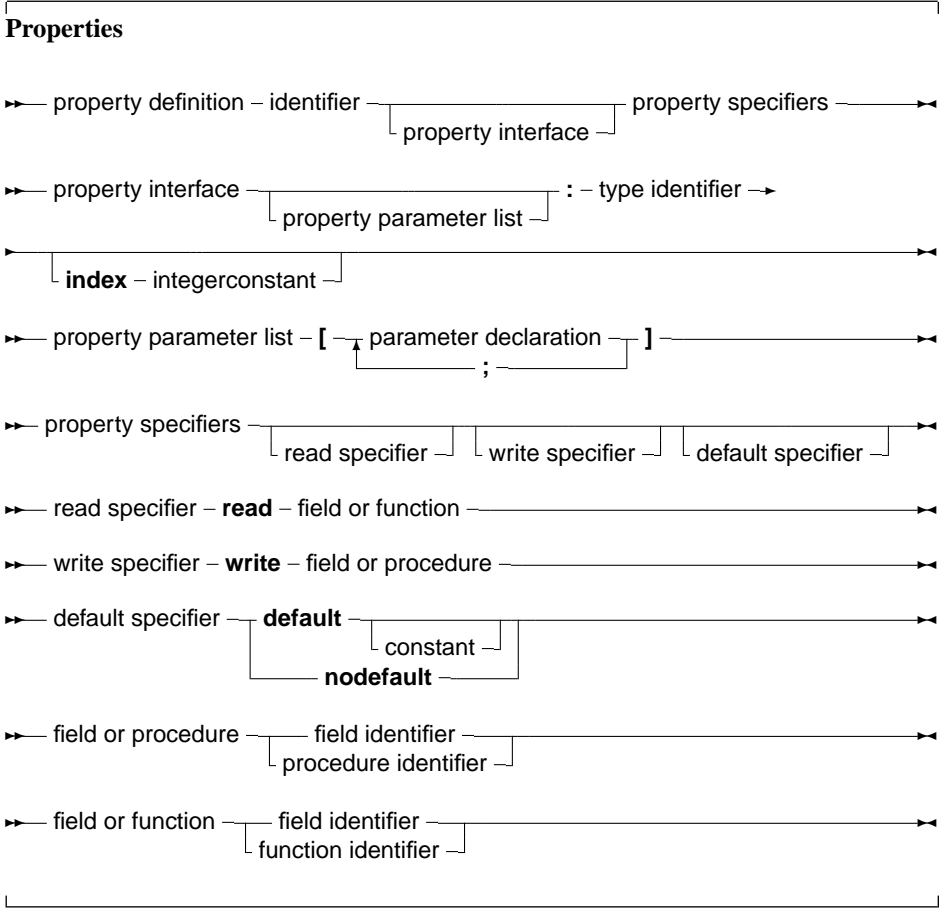 Properties
property definition – identifier – property specifiers –
property interface –
property interface – : – type identifier –
property parameter list –
index – integerconstant –
property parameter list – [ – parameter declaration – ] –
; –
property specifiers –
read specifier – write specifier – default specifier –
read specifier – read – field or function –
write specifier – write – field or procedure –
default specifier – default –
constant –
nodefault –
field or procedure – field identifier –
procedure identifier –
field or function – field identifier –
function identifier –